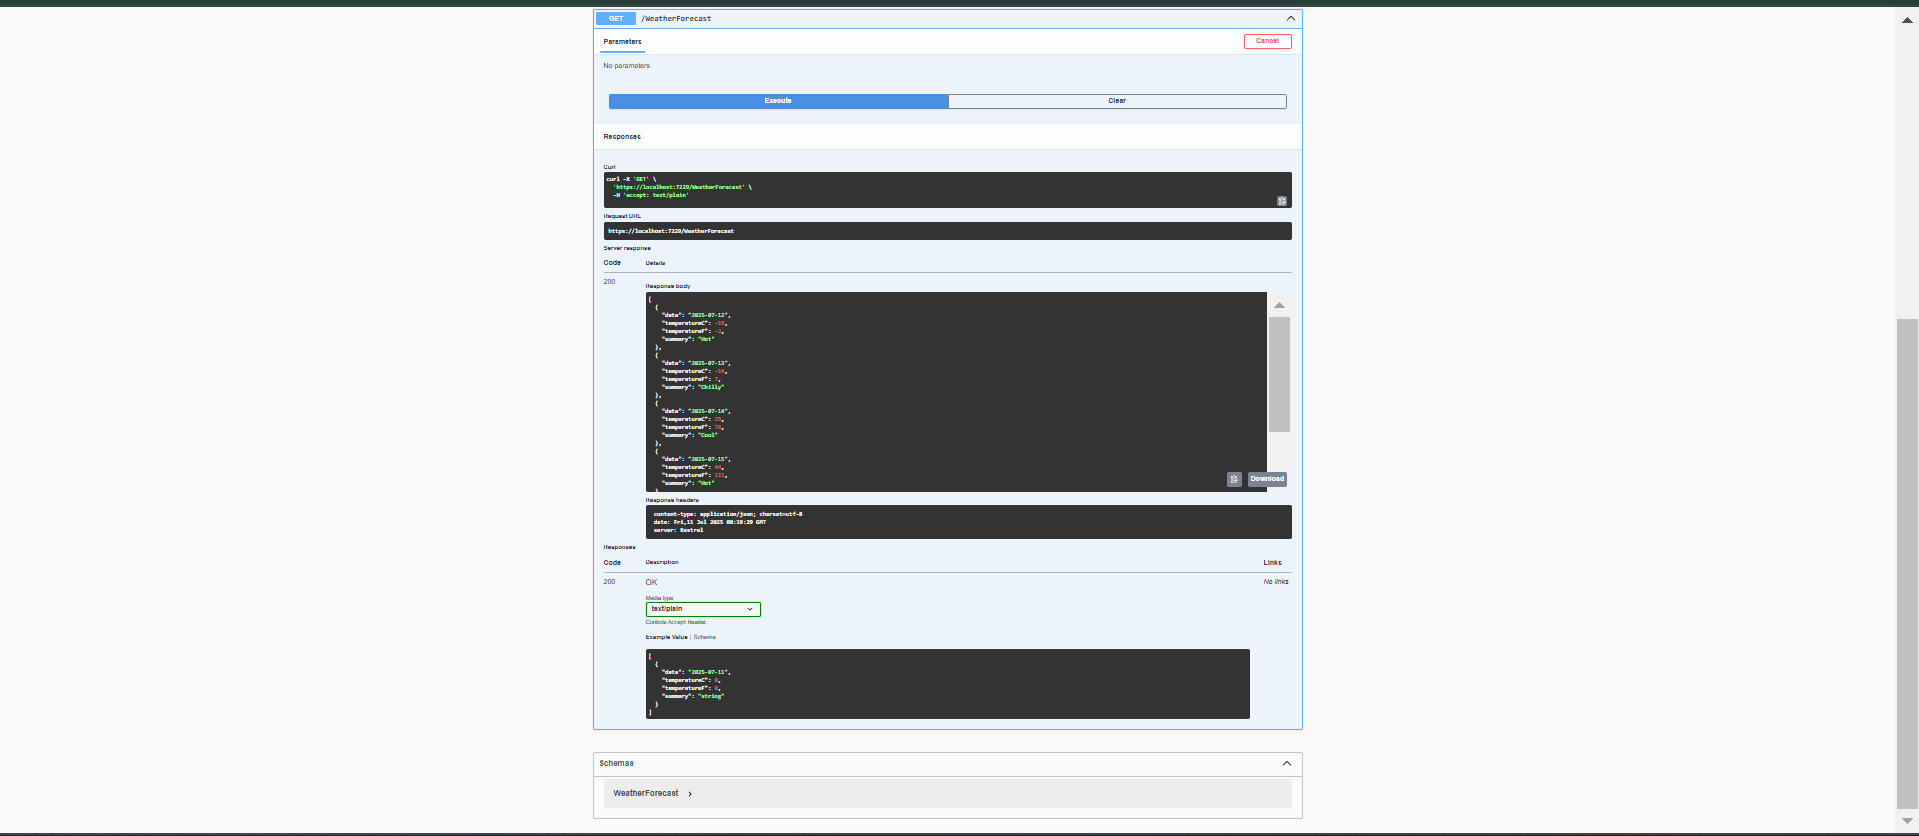 GET /WeatherForecast
Parameters
Cancel
No parameters
Execute
Clear
Responses
Curl
curl -X 'GET' \
'https://localhost:7229/WeatherForecast' \
-H 'accept: text/plain'
Request URL
https://localhost:7229/WeatherForecast
Server response
Code Details
200
Response body
[
{
"date": "2025-07-12",
"temperatureC":
"temperatureF": -2,
"summary": "Hot"
},
{
"date": "2025-07-13",
"temperatureC": -14,
"temperatureF": 7,
"summary": "Chilly"
},
{
"date": "2025-07-14",
"temperatureC": 25,
"temperatureF": 76,
"summary": "Cool"
},
{
"date": "2025-07-15",
"temperatureC": 44,
"temperatureF": 111,
"summary": "Hot"
}
Download
Response headers
content-type: application/json; charset=utf-8
date: Fri,11 Jul 2025 GMT
server: Kestrel
Responses
Code Description Links
200 OK No links
Media type
text/plain
Controls Accept header.
Example Value | Schema
[
{
"date": "2025-07-11",
"temperatureC": 0,
"temperatureF": 0,
"summary": "string"
}
]
Schemas
WeatherForecast